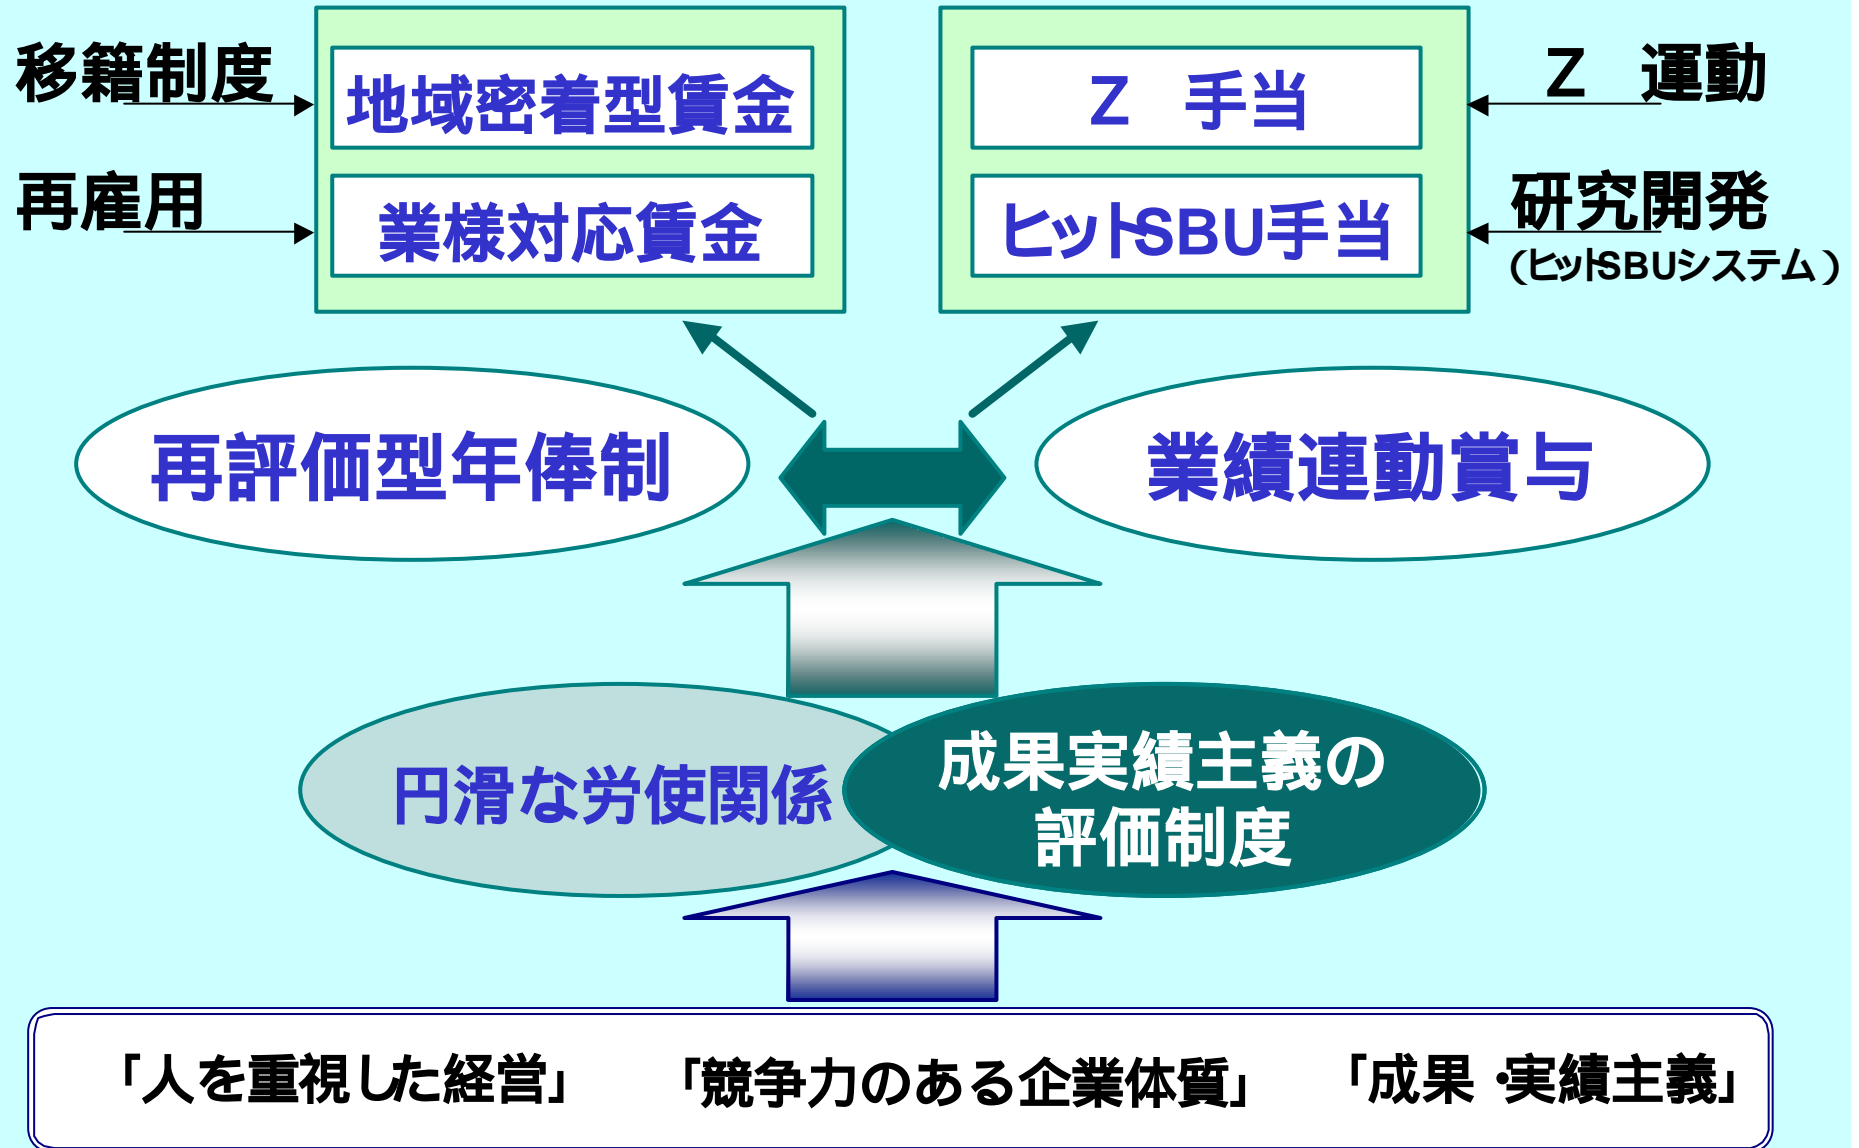 移籍制度
地域密着型賃金
Z 手当
Z 運動
再雇用
業様対応賃金
ヒットSBU手当
研究開発
(ヒットSBUシステム)
再評価型年俸制
業績連動賞与
円滑な労使関係
成果実績主義の
評価制度
「人を重視した経営」 「競争力のある企業体質」 「成果・実績主義」